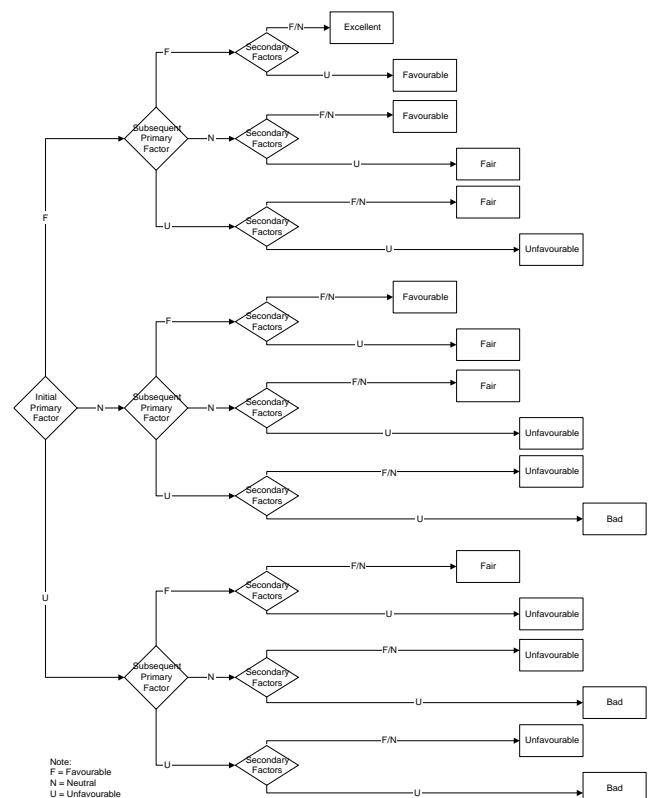 F/N
Excellent
Secondary
Factors
F
U
Favourable
Subsequent
Primary
Factor
N
Secondary
Factors
F/N
Favourable
U
Fair
F/N
Fair
U
Secondary
Factors
U
Unfavourable
F
F/N
Favourable
Secondary
Factors
F
U
Fair
Initial
Primary
Factor
N
Subsequent
Primary
Factor
N
Secondary
Factors
F/N
Fair
U
Unfavourable
F/N
Unfavourable
U
Secondary
Factors
U
Bad
U
F/N
Fair
F
Secondary
Factors
U
Unfavourable
Subsequent
Primary
Factor
N
Secondary
Factors
F/N
Unfavourable
U
Bad
F/N
Unfavourable
U
Secondary
Factors
U
Bad
Note:
F = Favourable
N = Neutral
U = Unfavourable